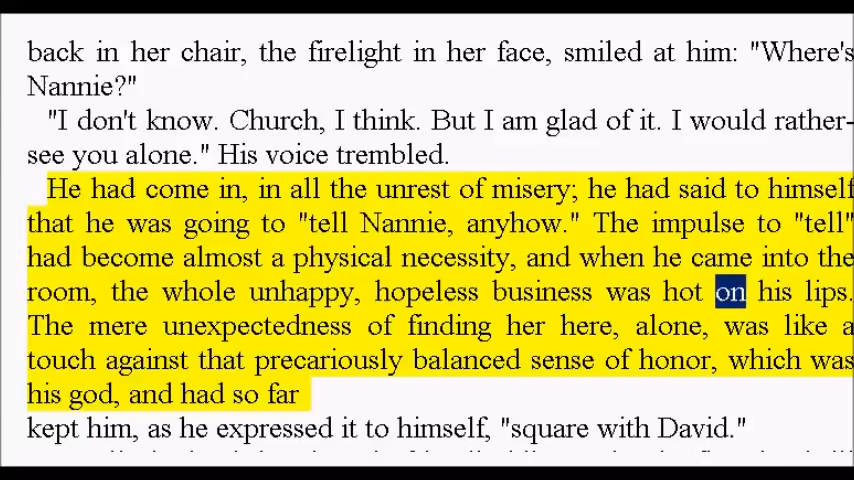 back in her chair, the firelight in her face, smiled at him: "Where's
Nannie?"
"I don't know. Church, I think. But I am glad of it. I would rather-
see you alone." His voice trembled.
He had come in, in all the unrest of misery; he had said to himself
that he was going to "tell Nannie, anyhow." The impulse to "tell"
had become almost a physical necessity, and when he came into the
room, the whole unhappy, hopeless business was hot on his lips.
The mere unexpectedness of finding her here, alone, was like a
touch against that precariously balanced sense of honor, which was
his god, and had so far
kept him, as he expressed it to himself, "square with David."